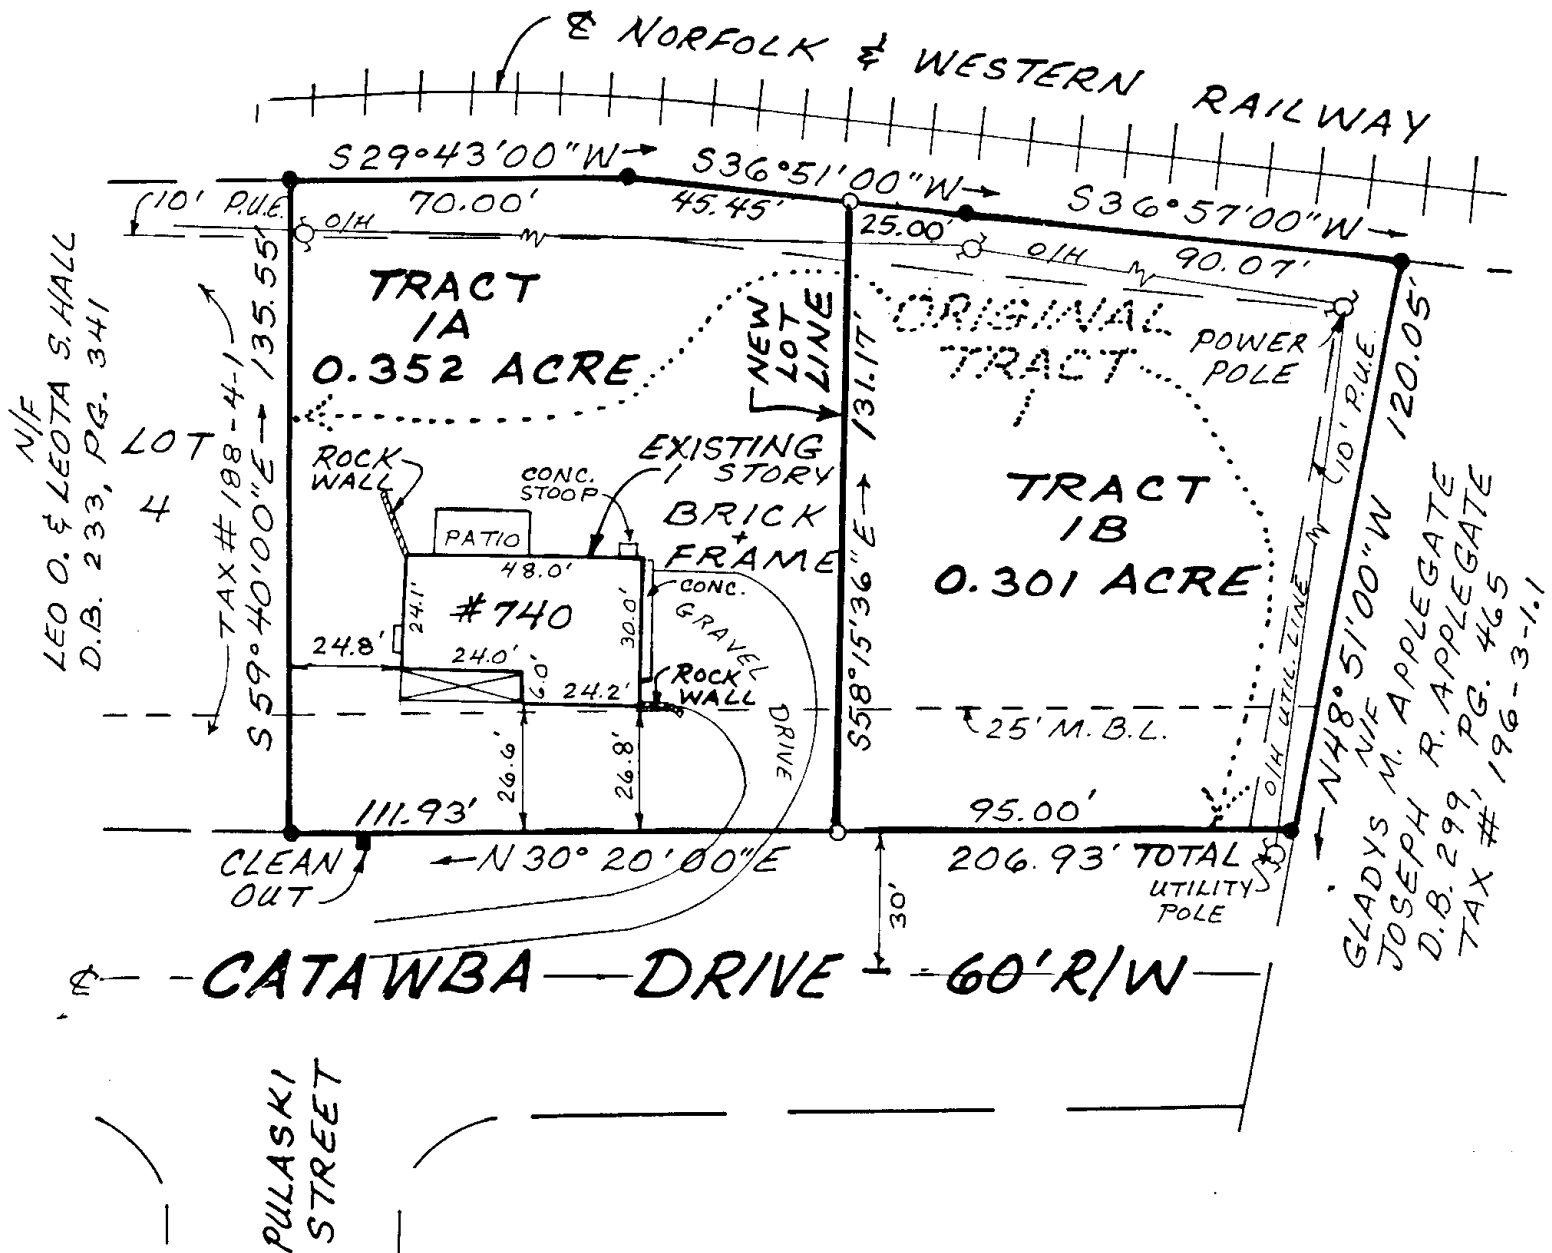 ℄ NORFOLK & WESTERN RAILWAY
S29°43'00"W→
S36°51'00"W→
S36°57'00"W→
10' P.U.E.
70.00'
45.45'
25.00'
90.07'
O/H
O/H
TRACT
1A
0.352 ACRE
NEW
LOT
LINE
ORIGINAL
TRACT
POWER
POLE
10' P.U.E
120.05'
N48°51'00"W
S59°40'00"E→ 135.55'
S58°15'36"E→ 131.17'
N/F
LEO O. & LEOTA S. HALL
D.B. 233, PG. 341
LOT
4
TAX # 188-4-1
ROCK
WALL
CONC.
STOOP
EXISTING
1 STORY
BRICK
+
FRAME
TRACT
1B
0.301 ACRE
PATIO
48.0'
CONC.
24.1'
#740
30.0'
GRAVEL
DRIVE
24.8'
24.0'
6.0'
24.2'
ROCK
WALL
26.6'
26.8'
25' M.B.L.
O/H UTIL. LINE
N/F
GLADYS M. APPLEGATE
JOSEPH R. APPLEGATE
D.B. 299, PG. 465
TAX # 196-3-1.1
111.93'
95.00'
CLEAN
OUT
←N 30° 20' 00"E
206.93' TOTAL
UTILITY
POLE
30'
℄ CATAWBA DRIVE 60' R/W
PULASKI
STREET